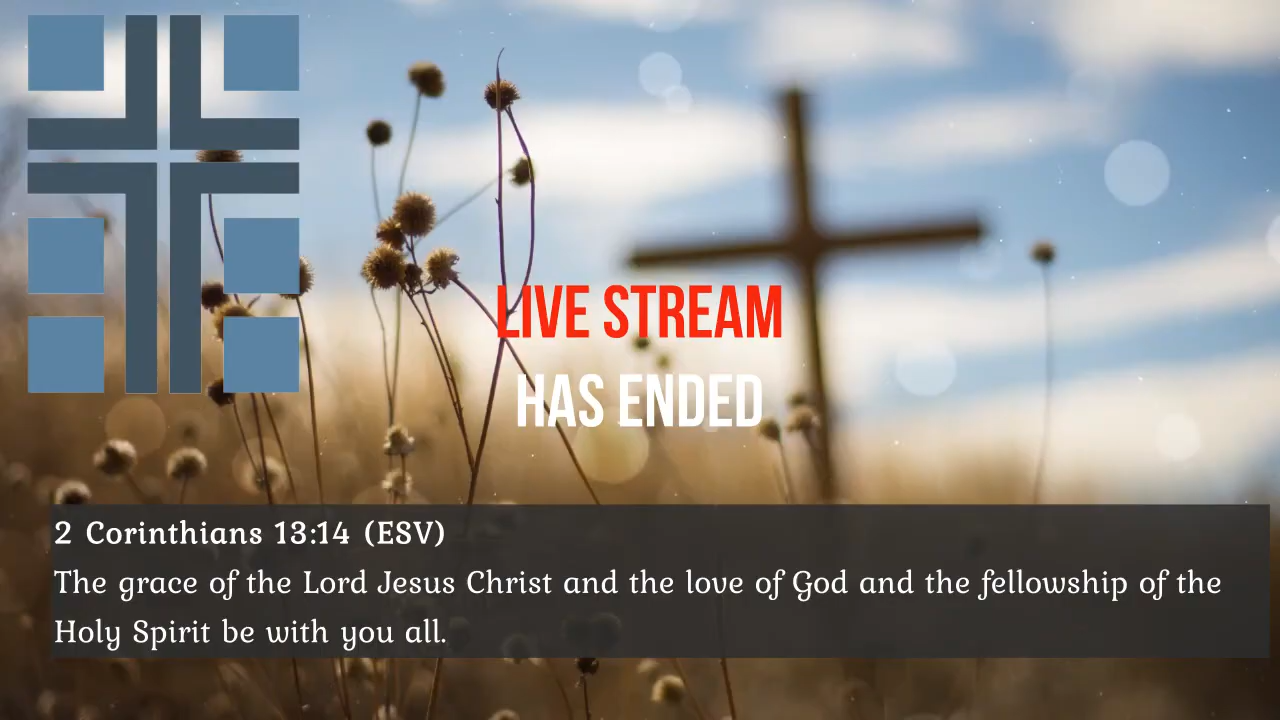 LIVE STREAM
HAS ENDED
2 Corinthians 13:14 (ESV)
The grace of the Lord Jesus Christ and the love of God and the fellowship of the
Holy Spirit be with you all.